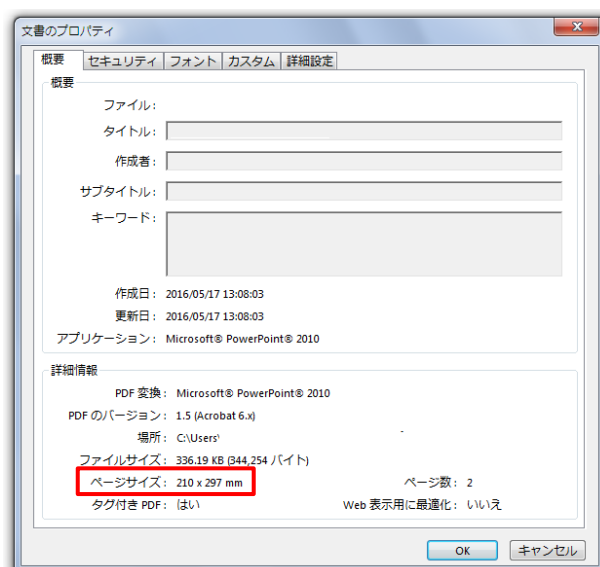 文書のプロパティ
概要 セキュリティ フォント カスタム 詳細設定
概要
ファイル：
タイトル：
作成者：
サブタイトル：
キーワード：
作成日： 2016/05/17 13:08:03
更新日： 2016/05/17 13:08:03
アプリケーション： Microsoft® PowerPoint® 2010
詳細情報
PDF 変換： Microsoft® PowerPoint® 2010
PDF のバージョン： 1.5 (Acrobat 6.x)
場所： C:\Users\
ファイルサイズ： 336.19 KB (344,254 バイト)
ページサイズ： 210 x 297 mm ページ数： 2
タグ付き PDF： はい Web 表示用に最適化： いいえ
OK キャンセル